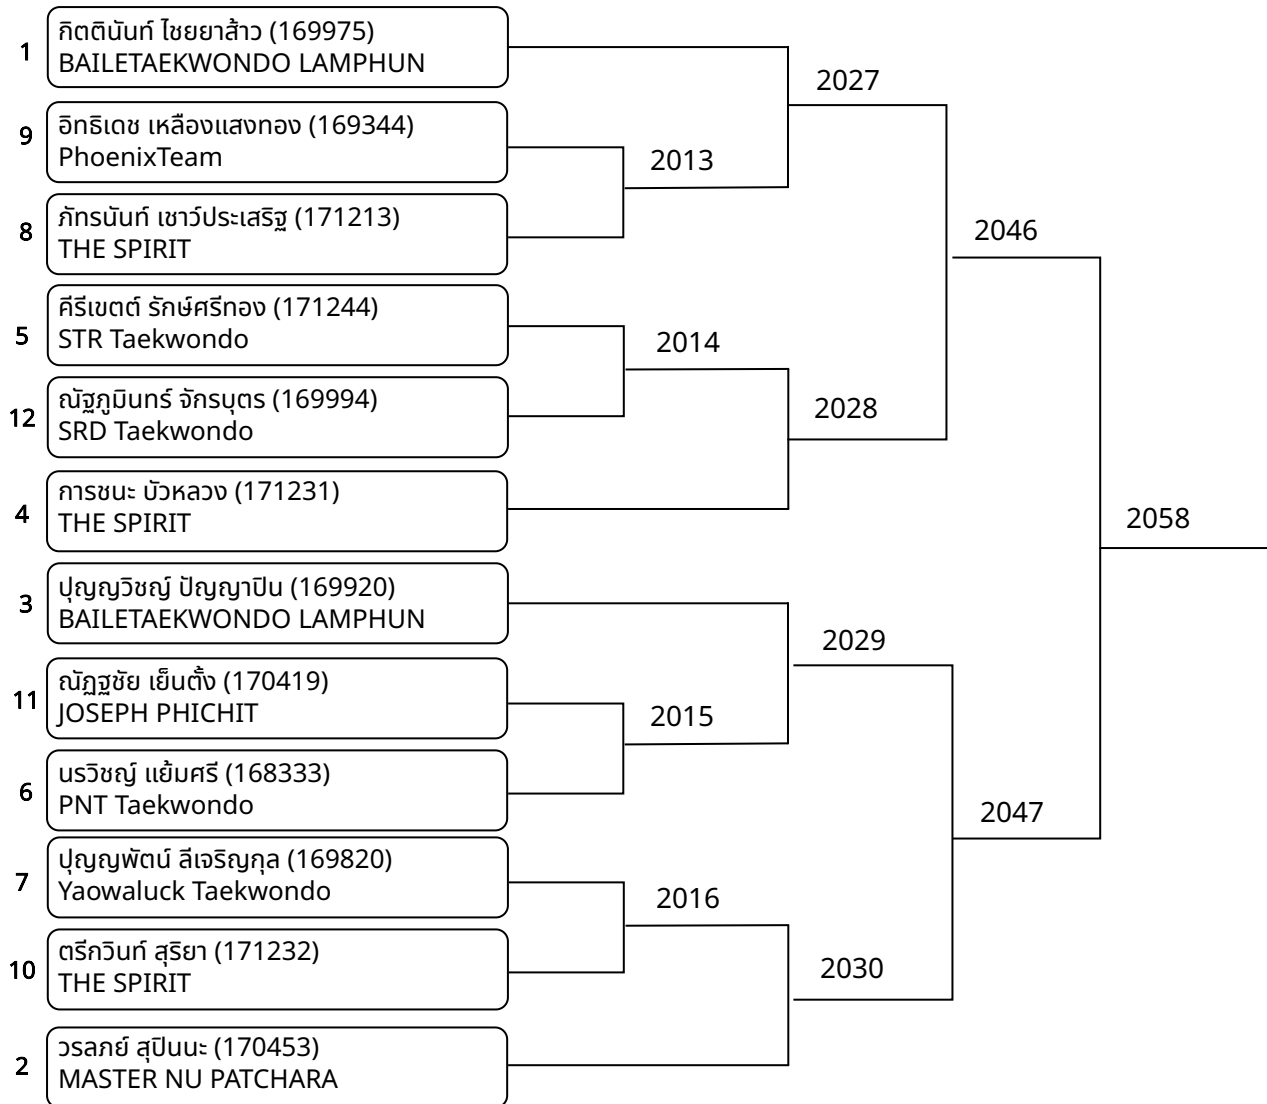 1
กิตตินันท์ ไชยยาส้าว (169975)
BAILETAEKWONDO LAMPHUN
9
อิทธิเดช เหลืองแสงทอง (169344)
PhoenixTeam
8
ภัทรนันท์ เชาว์ประเสริฐ (171213)
THE SPIRIT
5
คีรีเขตต์ รักษ์ศรีทอง (171244)
STR Taekwondo
12
ณัฐภูมินทร์ จักรบุตร (169994)
SRD Taekwondo
4
การชนะ บัวหลวง (171231)
THE SPIRIT
3
ปุญญวิชญ์ ปัญญาปิน (169920)
BAILETAEKWONDO LAMPHUN
11
ณัฏฐชัย เย็นตั้ง (170419)
JOSEPH PHICHIT
6
นรวิชญ์ แย้มศรี (168333)
PNT Taekwondo
7
ปุญญพัตน์ ลีเจริญกุล (169820)
Yaowaluck Taekwondo
10
ตรีกวินท์ สุริยา (171232)
THE SPIRIT
2
วรลภย์ สุปินนะ (170453)
MASTER NU PATCHARA
2013
2014
2015
2016
2027
2028
2029
2030
2046
2047
2058